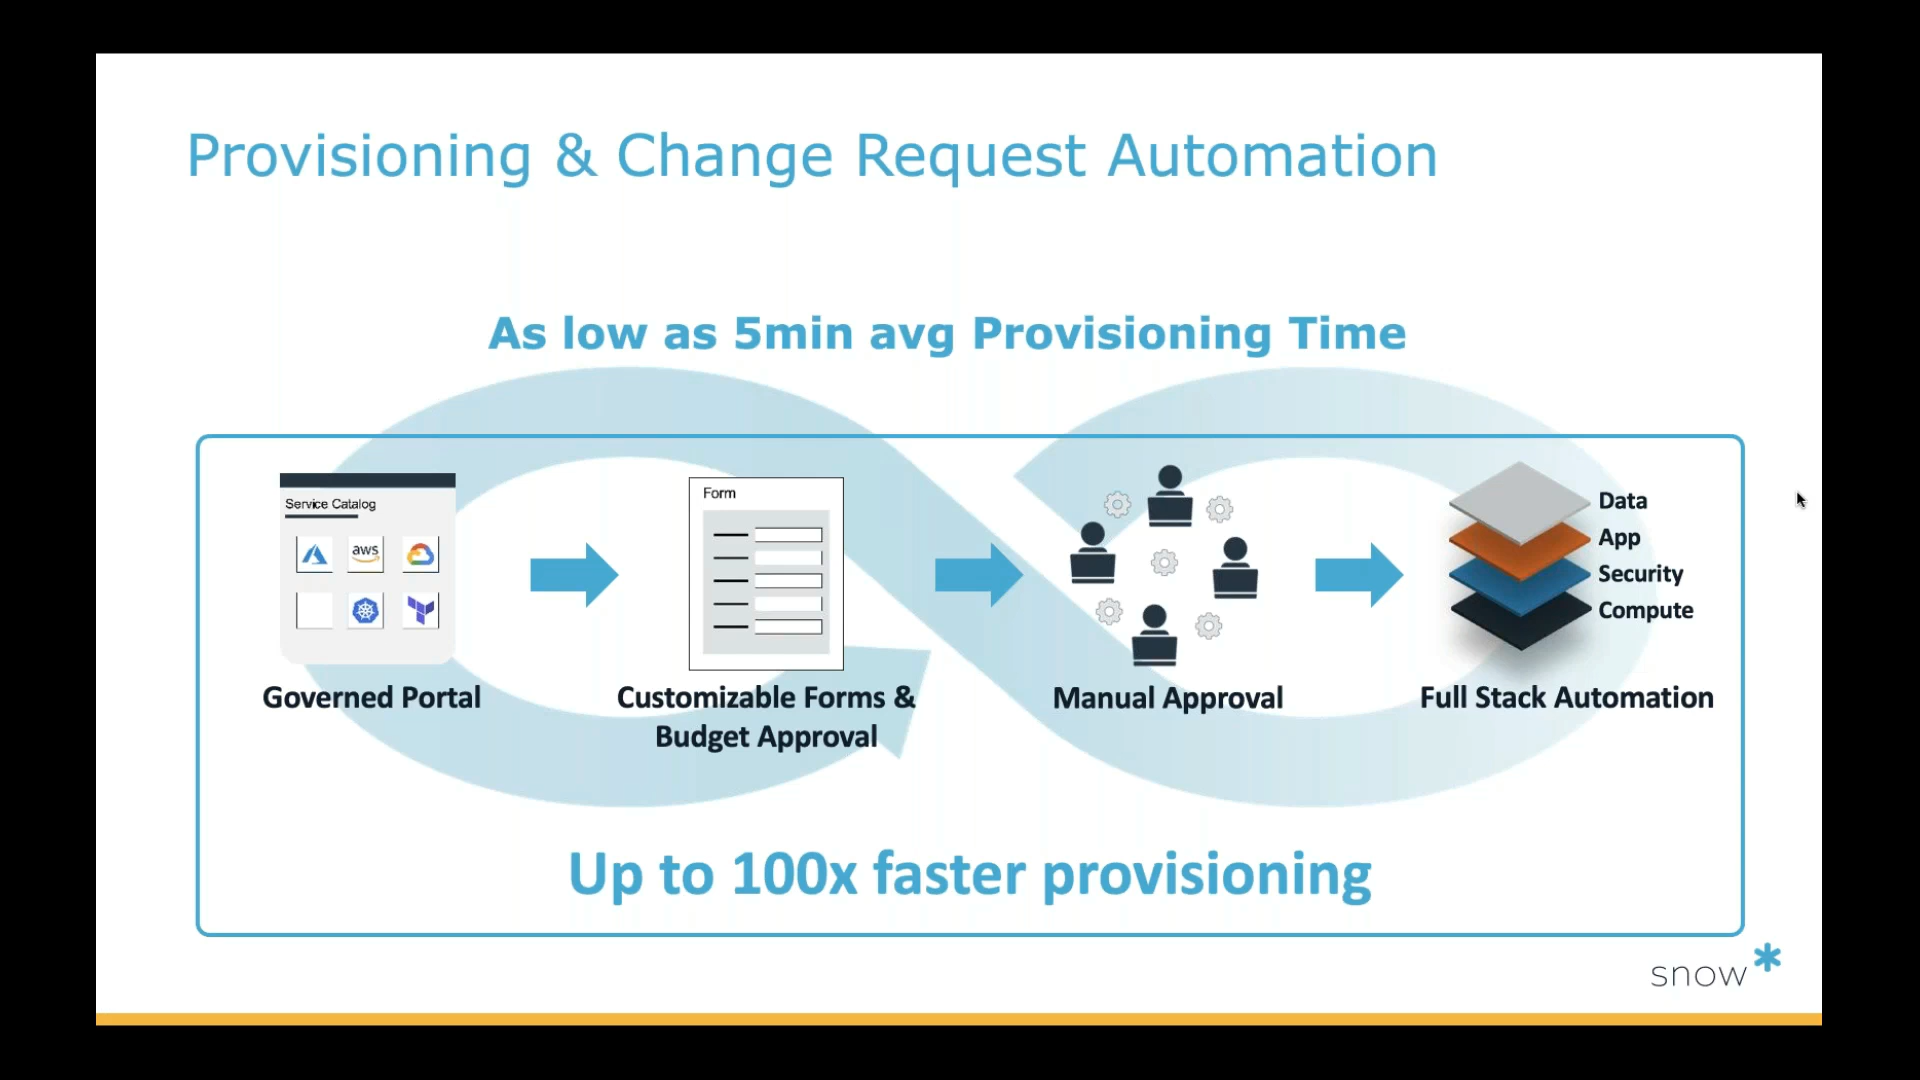 Provisioning & Change Request Automation
As low as 5min avg Provisioning Time
Service Catalog
aws
Form
Data
App
Security
Compute
Governed Portal
Customizable Forms &
Budget Approval
Manual Approval
Full Stack Automation
Up to 100x faster provisioning
snow